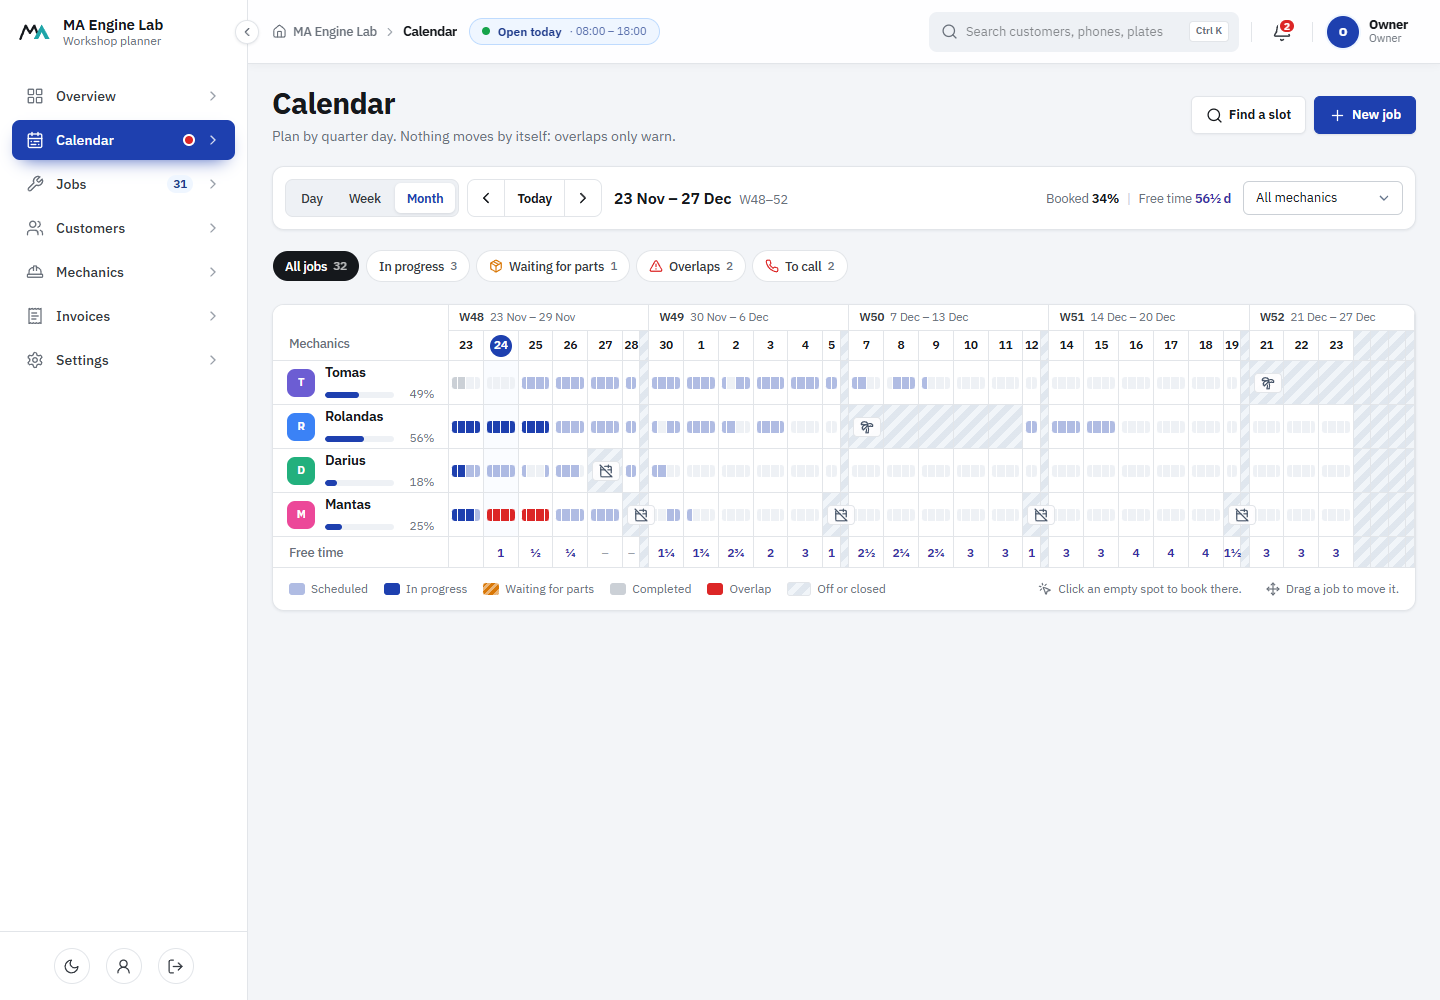 MA Engine Lab
Workshop planner
MA Engine Lab
Calendar
Open today · 08:00 – 18:00
Search customers, phones, plates
Ctrl K
2
O
Owner
Owner
Overview
Calendar
Jobs 31
Customers
Mechanics
Invoices
Settings
Calendar
Plan by quarter day. Nothing moves by itself: overlaps only warn.
Find a slot
New job
Day Week Month
Today
23 Nov – 27 Dec W48–52
Booked 34% | Free time 56½ d
All mechanics
All jobs 32
In progress 3
Waiting for parts 1
Overlaps 2
To call 2
W48 23 Nov – 29 Nov
W49 30 Nov – 6 Dec
W50 7 Dec – 13 Dec
W51 14 Dec – 20 Dec
W52 21 Dec – 27 Dec
Mechanics 23 24 25 26 27 28 30 1 2 3 4 5 7 8 9 10 11 12 14 15 16 17 18 19 21 22 23
T Tomas 49%
R Rolandas 56%
D Darius 18%
M Mantas 25%
Free time 1 ½ ¼ – – 1¼ 1¾ 2¾ 2 3 1 2½ 2¼ 2¾ 3 3 1 3 3 4 4 4 1½ 3 3 3
Scheduled In progress Waiting for parts Completed Overlap Off or closed
Click an empty spot to book there. Drag a job to move it.